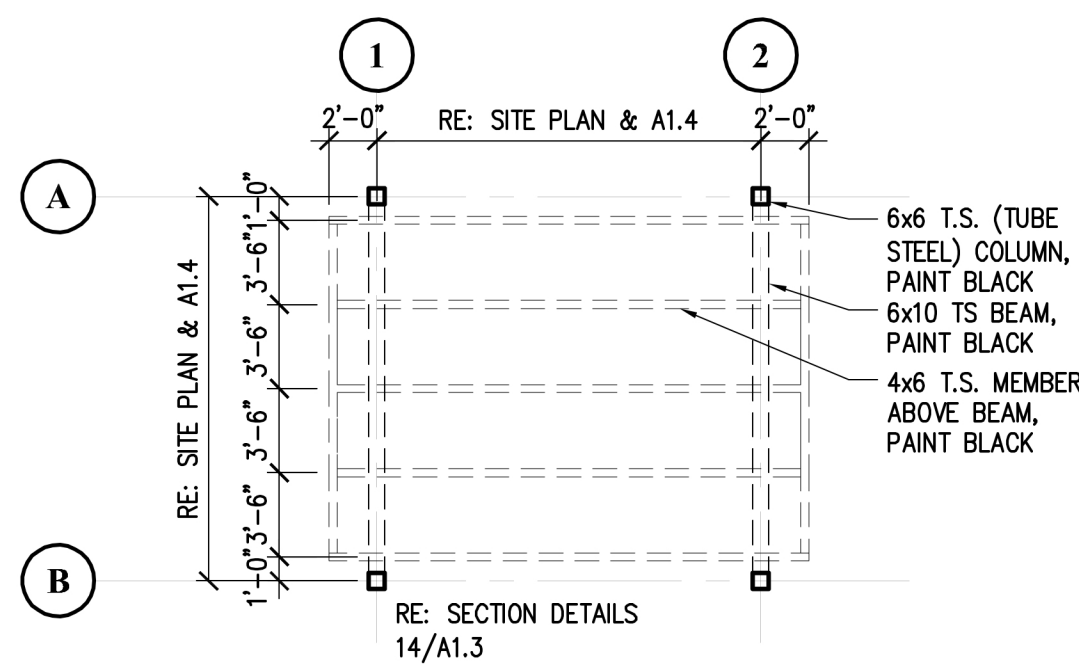 1
2
2'-0" RE: SITE PLAN & A1.4 2'-0"
A
1'-0"
3'-6"
3'-6"
3'-6"
3'-6"
1'-0"
RE: SITE PLAN & A1.4
6x6 T.S. (TUBE
STEEL) COLUMN,
PAINT BLACK
6x10 TS BEAM,
PAINT BLACK
4x6 T.S. MEMBER
ABOVE BEAM,
PAINT BLACK
B
RE: SECTION DETAILS
14/A1.3